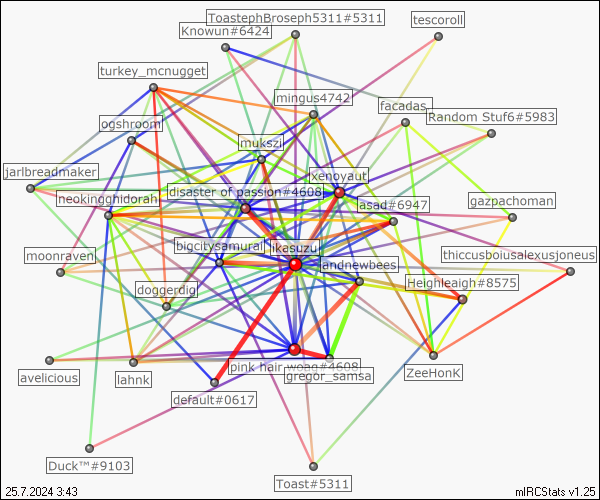 ToastephBroseph5311#5311
tescoroll
Knowun#6424
turkey_mcnugget
mingus4742
facadas
Random Stuf6#5983
ogshroom
mukszi
jarlbreadmaker
xenoyaut
disaster of passion#4608
neokingghidorah
asad#6947
gazpachoman
bigcitysamurai
ikasuzu
moonraven
landnewbees
thiccusboiusalexusjoneus
doggerdig
Heighleigh#8575
pink hair woag#4608
avelicious
lahnk
gregor_samsa
ZeeHonK
default#0617
Duck™#9103
Toast#5311
25.7.2024 3:43
mIRCStats v1.25